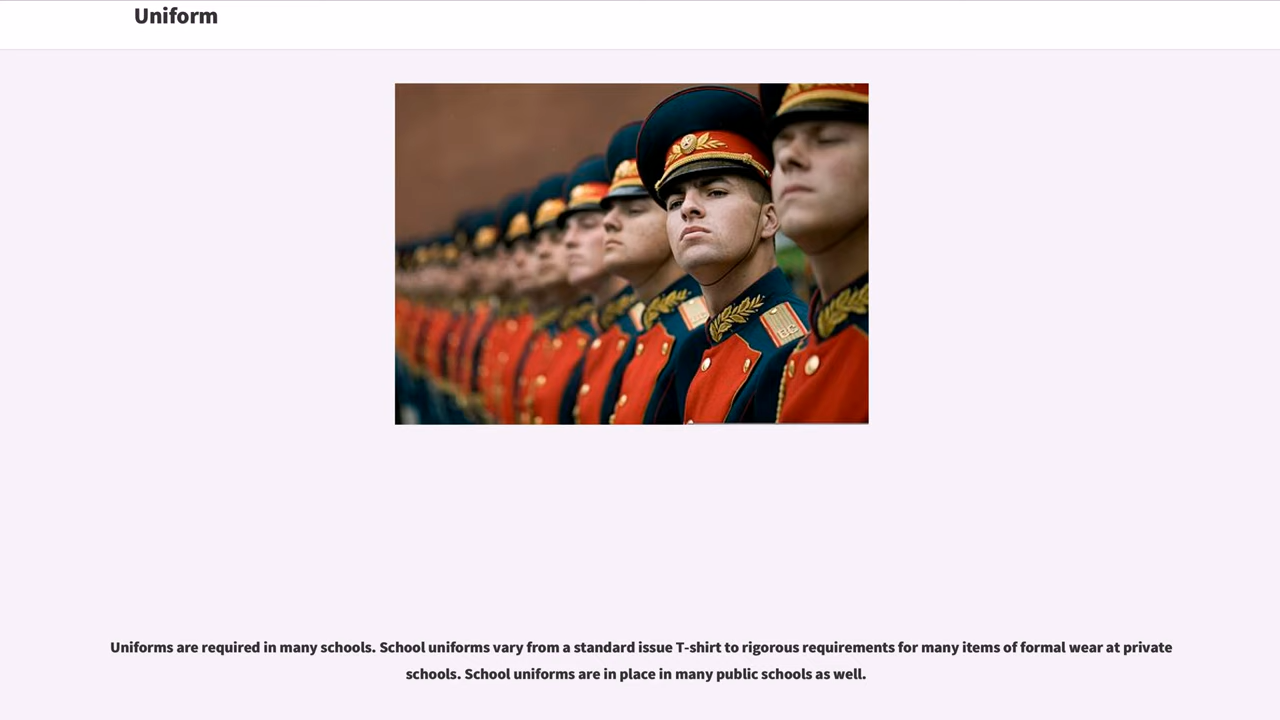 Uniform
ВС
Uniforms are required in many schools. School uniforms vary from a standard issue T-shirt to rigorous requirements for many items of formal wear at private
schools. School uniforms are in place in many public schools as well.